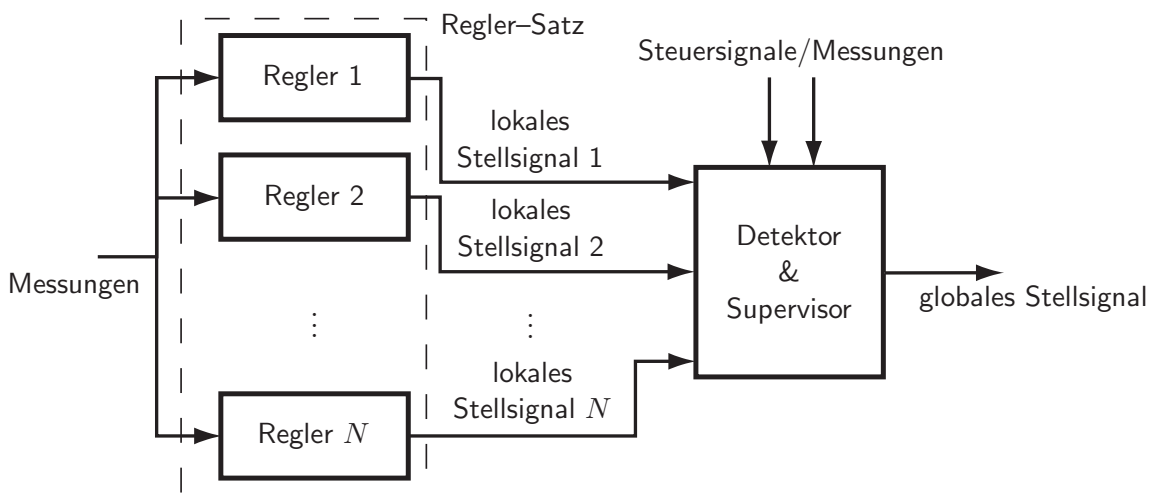 Regler–Satz
Steuersignale/Messungen
Regler 1
lokales
Stellsignal 1
Regler 2
lokales
Stellsignal 2
Detektor
&
Supervisor
Messungen
globales Stellsignal
⋮
⋮
lokales
Stellsignal N
Regler N